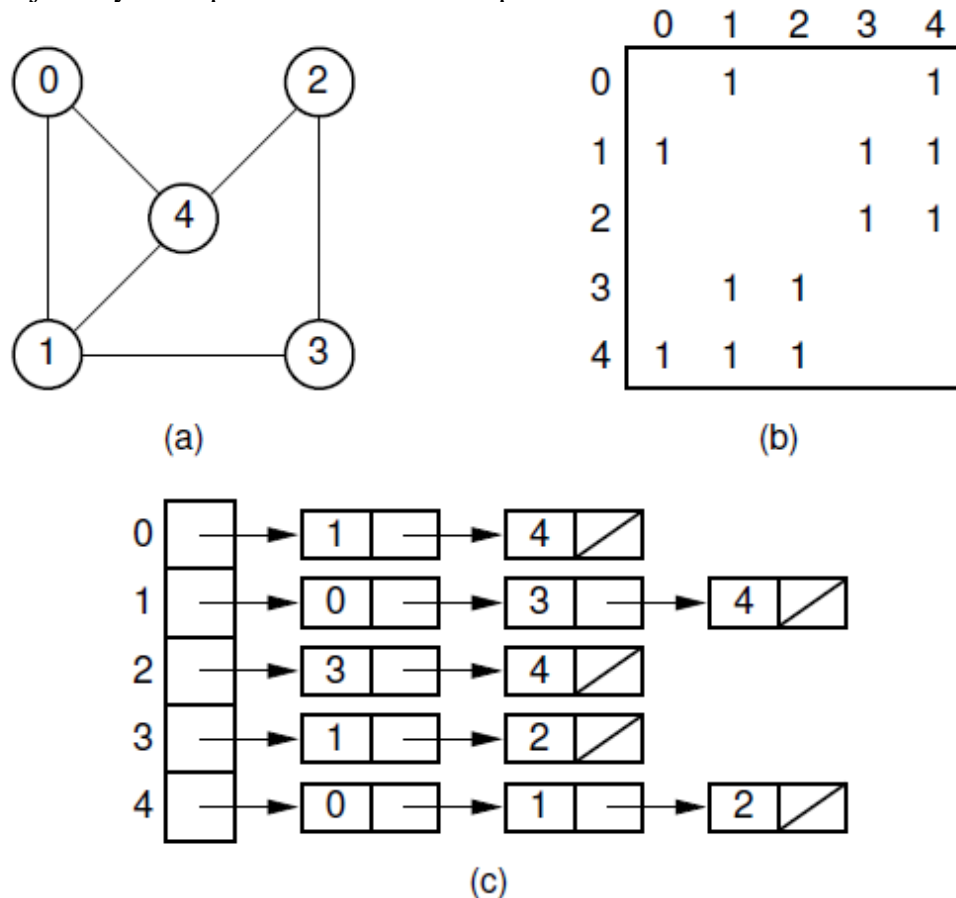 0 2
4
1 3
(a)
0 1 2 3 4
0 1 1
1 1 1 1
2 1 1
3 1 1
4 1 1 1
(b)
0 1 4
1 0 3 4
2 3 4
3 1 2
4 0 1 2
(c)